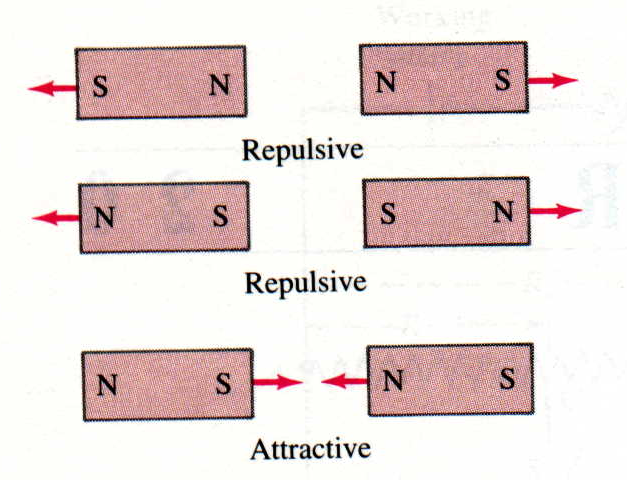 S N N S
Repulsive
N S S N
Repulsive
N S N S
Attractive